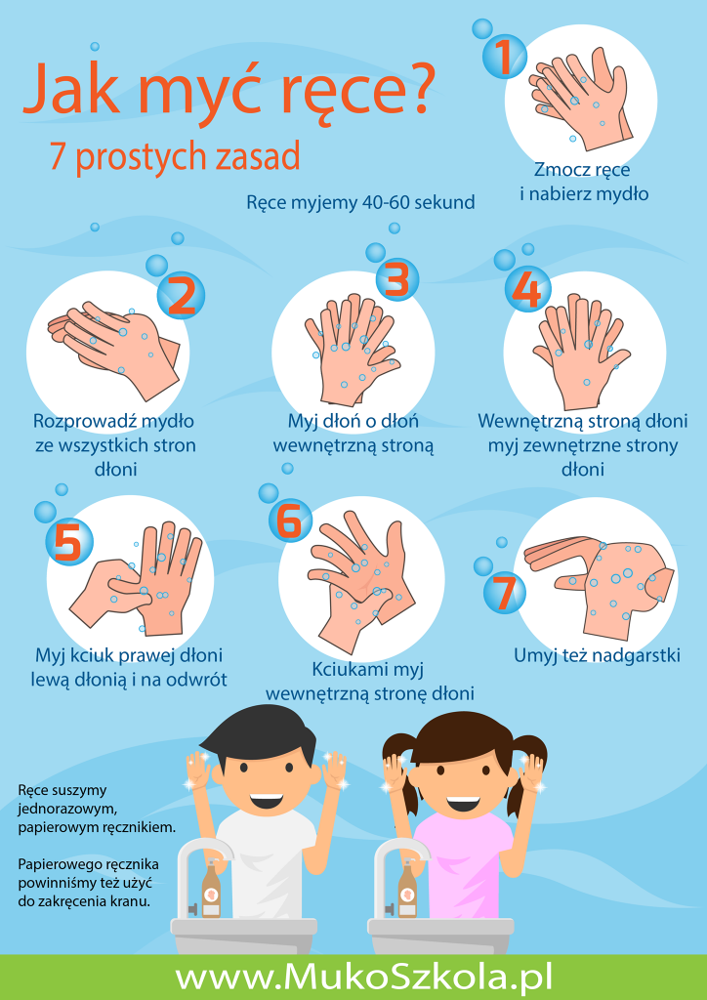 Jak myć ręce?
7 prostych zasad
Ręce myjemy 40-60 sekund
1
Zmocz ręce
i nabierz mydło
2
Rozprowadź mydło
ze wszystkich stron
dłoni
3
Myj dłoń o dłoń
wewnętrzną stroną
4
Wewnętrzną stroną dłoni
myj zewnetrzne strony
dłoni
5
Myj kciuk prawej dłoni
lewą dłonią i na odwrót
6
Kciukami myj
wewnętrzną stronę dłoni
7
Umyj też nadgarstki
Ręce suszymy
jednorazowym,
papierowym ręcznikiem.
Papierowego ręcznika
powinniśmy też użyć
do zakręcenia kranu.
www.MukoSzkola.pl